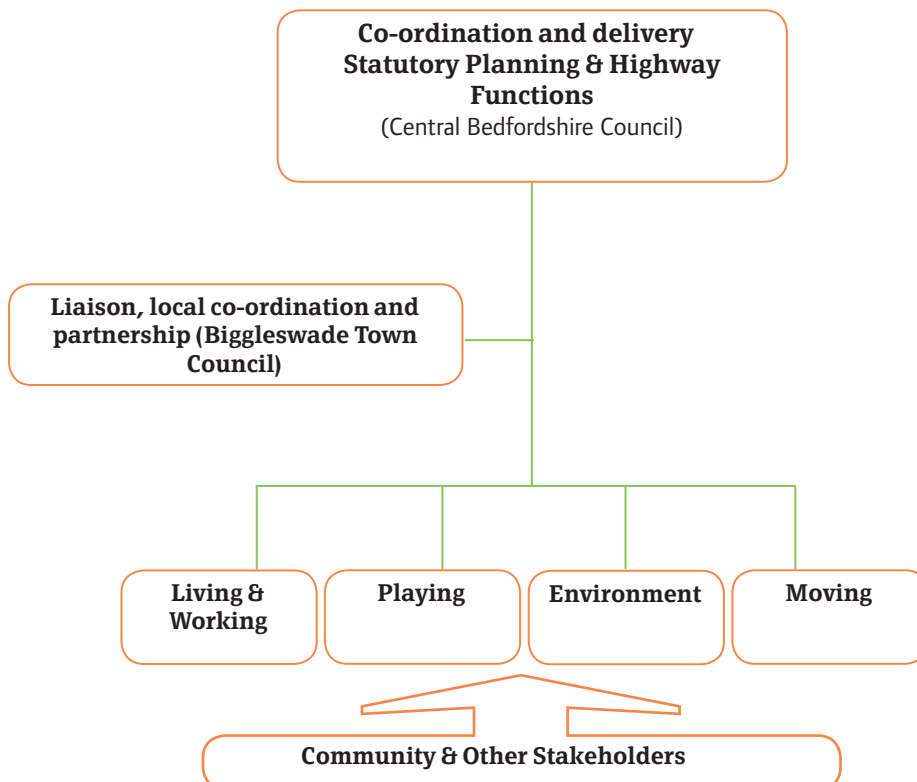 Co-ordination and delivery
Statutory Planning & Highway
Functions
(Central Bedfordshire Council)
Liaison, local co-ordination and
partnership (Biggleswade Town
Council)
Living &
Working
Playing
Environment
Moving
Community & Other Stakeholders